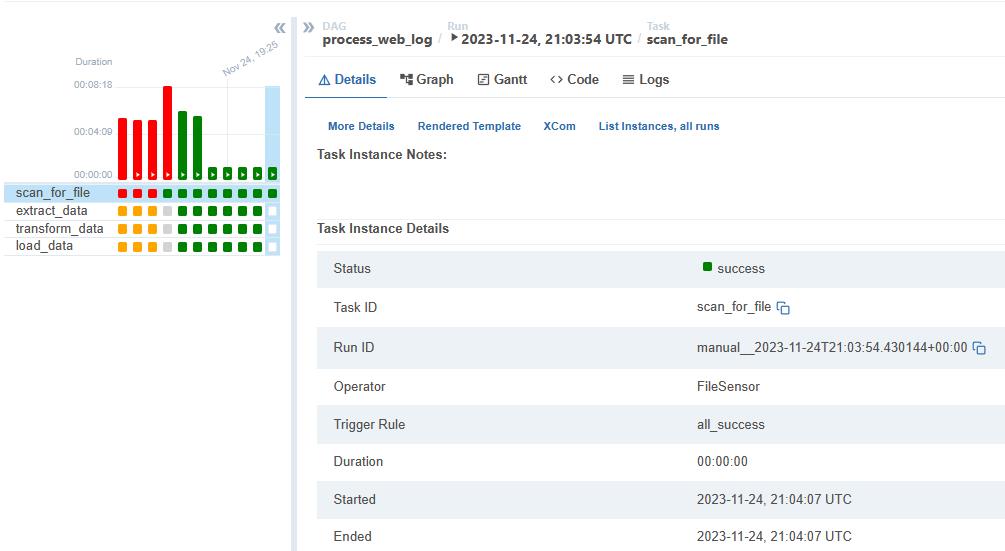 Nov 24, 19:25
Duration
00:08:18
00:04:09
00:00:00
scan_for_file
extract_data
transform_data
load_data
DAG Run Task
process_web_log / 2023-11-24, 21:03:54 UTC / scan_for_file
Details Graph Gantt Code Logs
More Details Rendered Template XCom List Instances, all runs
Task Instance Notes:
Task Instance Details
Status success
Task ID scan_for_file
Run ID manual__2023-11-24T21:03:54.430144+00:00
Operator FileSensor
Trigger Rule all_success
Duration 00:00:00
Started 2023-11-24, 21:04:07 UTC
Ended 2023-11-24, 21:04:07 UTC